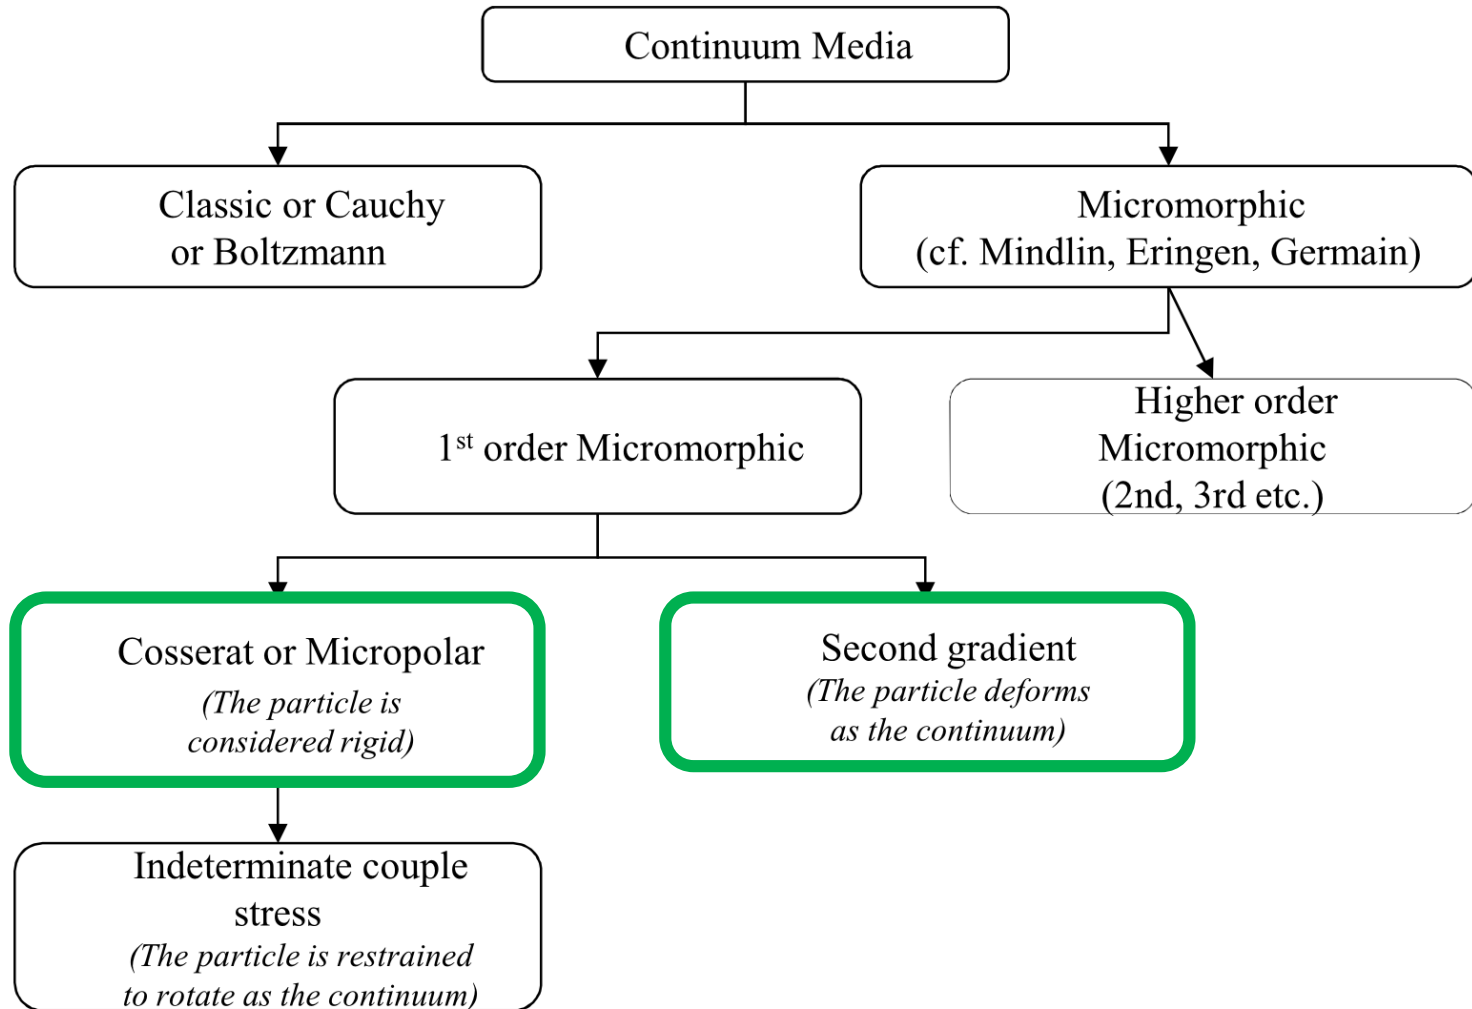 Continuum Media
Classic or Cauchy
or Boltzmann
Micromorphic
(cf. Mindlin, Eringen, Germain)
1st order Micromorphic
Higher order
Micromorphic
(2nd, 3rd etc.)
Cosserat or Micropolar
(The particle is
considered rigid)
Second gradient
(The particle deforms
as the continuum)
Indeterminate couple
stress
(The particle is restrained
to rotate as the continuum)